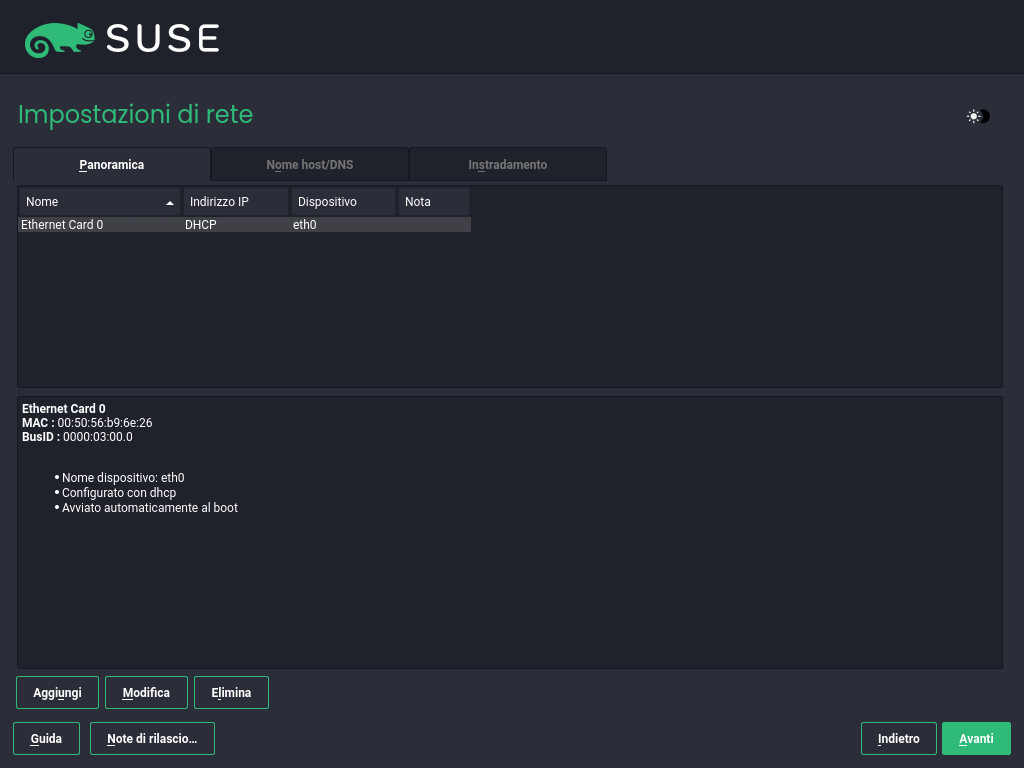 SUSE
Impostazioni di rete
Panoramica Nome host/DNS Instradamento
Nome Indirizzo IP Dispositivo Nota
Ethernet Card 0 DHCP eth0
Ethernet Card 0
MAC : 00:50:56:b9:6e:26
BusID : 0000:03:00.0
• Nome dispositivo: eth0
• Configurato con dhcp
• Avviato automaticamente al boot
Aggiungi Modifica Elimina
Guida Note di rilascio... Indietro Avanti